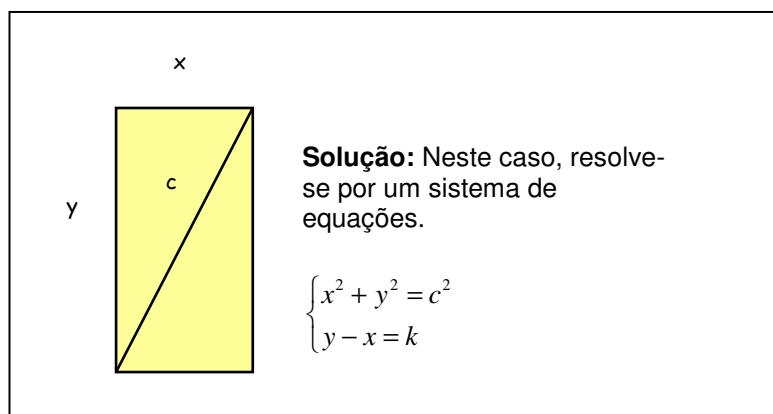 x
c
y
Solução: Neste caso, resolve-
se por um sistema de
equações.
{x² + y² = c²
y − x = k